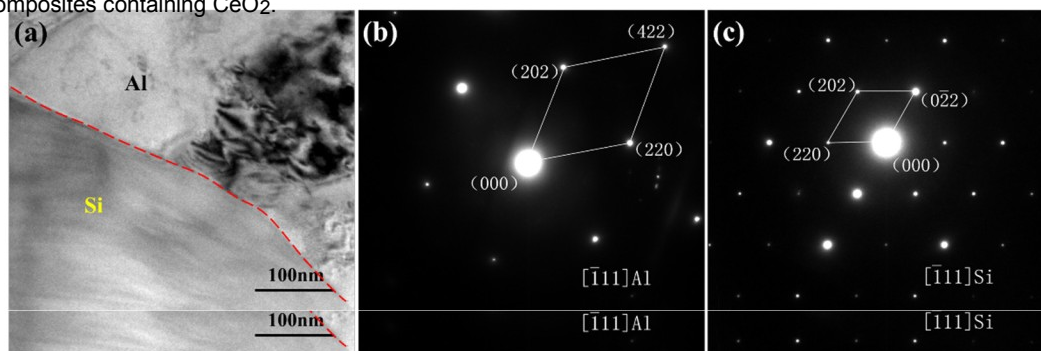 omposites containing CeO₂.
(a)
Al
Si
100nm
100nm
(b)
(422)
(202)
(220)
(000)
[1̄11]Al
[1̄11]Al
(c)
(202)
(02̄2)
(220)
(000)
[1̄11]Si
[111]Si